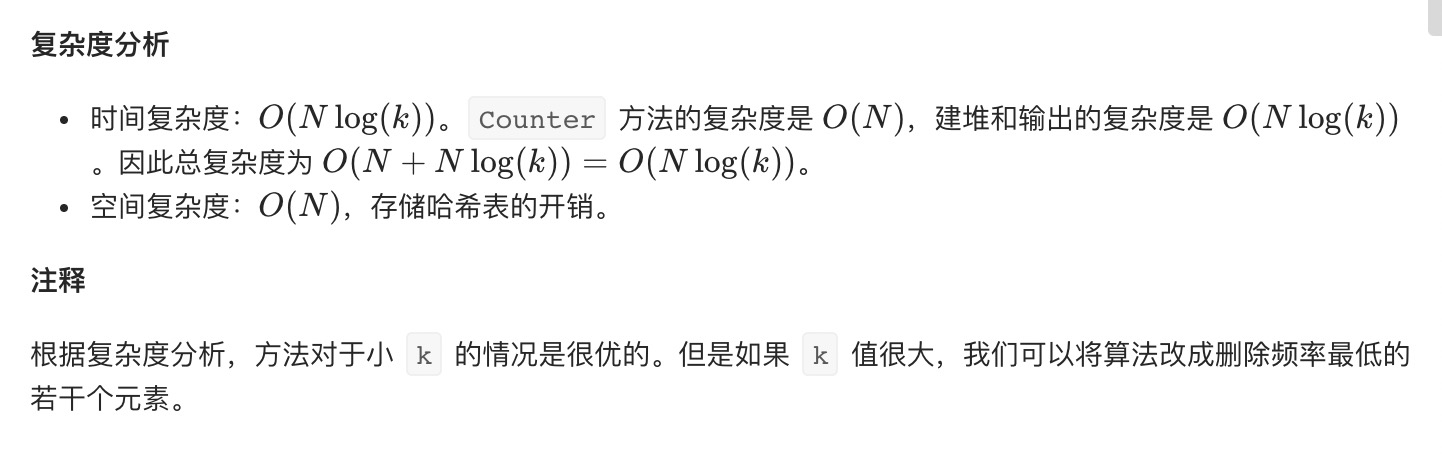 复杂度分析
• 时间复杂度：O(N log(k))。Counter 方法的复杂度是 O(N)，建堆和输出的复杂度是 O(N log(k))
。因此总复杂度为 O(N + N log(k)) = O(N log(k))。
• 空间复杂度：O(N)，存储哈希表的开销。
注释
根据复杂度分析，方法对于小 k 的情况是很优的。但是如果 k 值很大，我们可以将算法改成删除频率最低的
若干个元素。